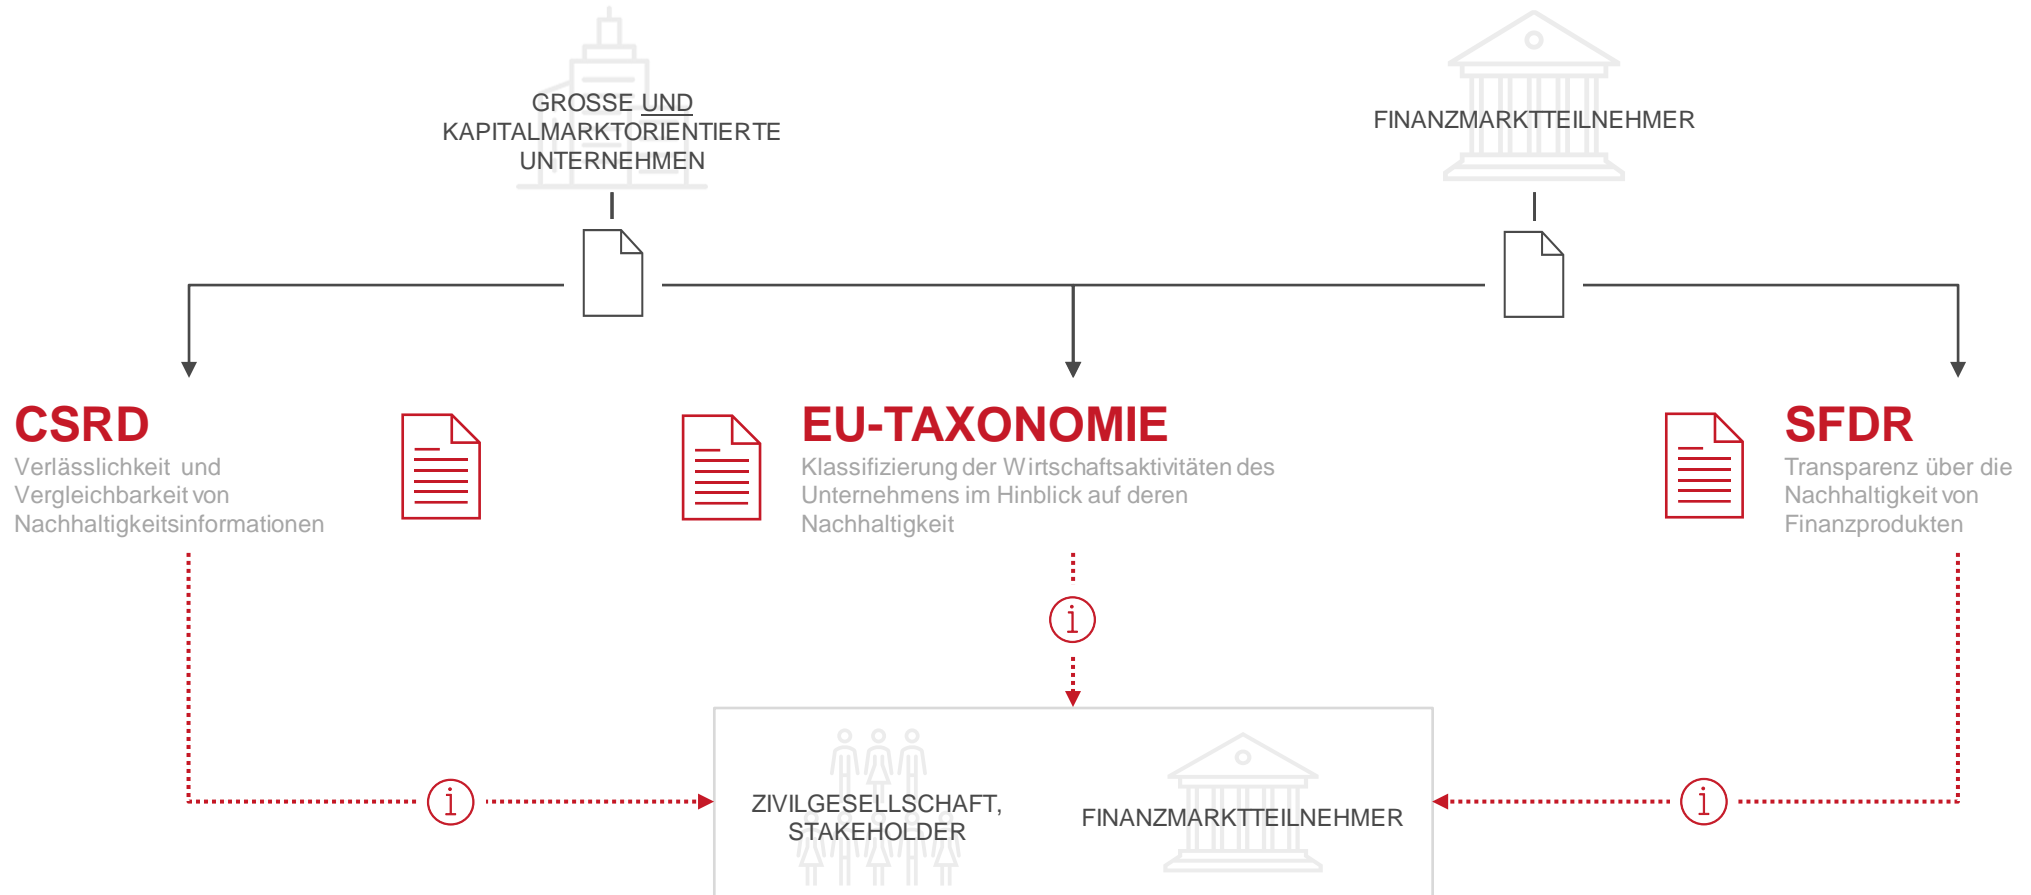 GROSSE UND
KAPITALMARKTORIENTIERTE
UNTERNEHMEN
FINANZMARKTTEILNEHMER
CSRD
Verlässlichkeit und
Vergleichbarkeit von
Nachhaltigkeitsinformationen
EU-TAXONOMIE
Klassifizierung der Wirtschaftsaktivitäten des
Unternehmens im Hinblick auf deren
Nachhaltigkeit
SFDR
Transparenz über die
Nachhaltigkeit von
Finanzprodukten
i
i
i
ZIVILGESELLSCHAFT,
STAKEHOLDER
FINANZMARKTTEILNEHMER